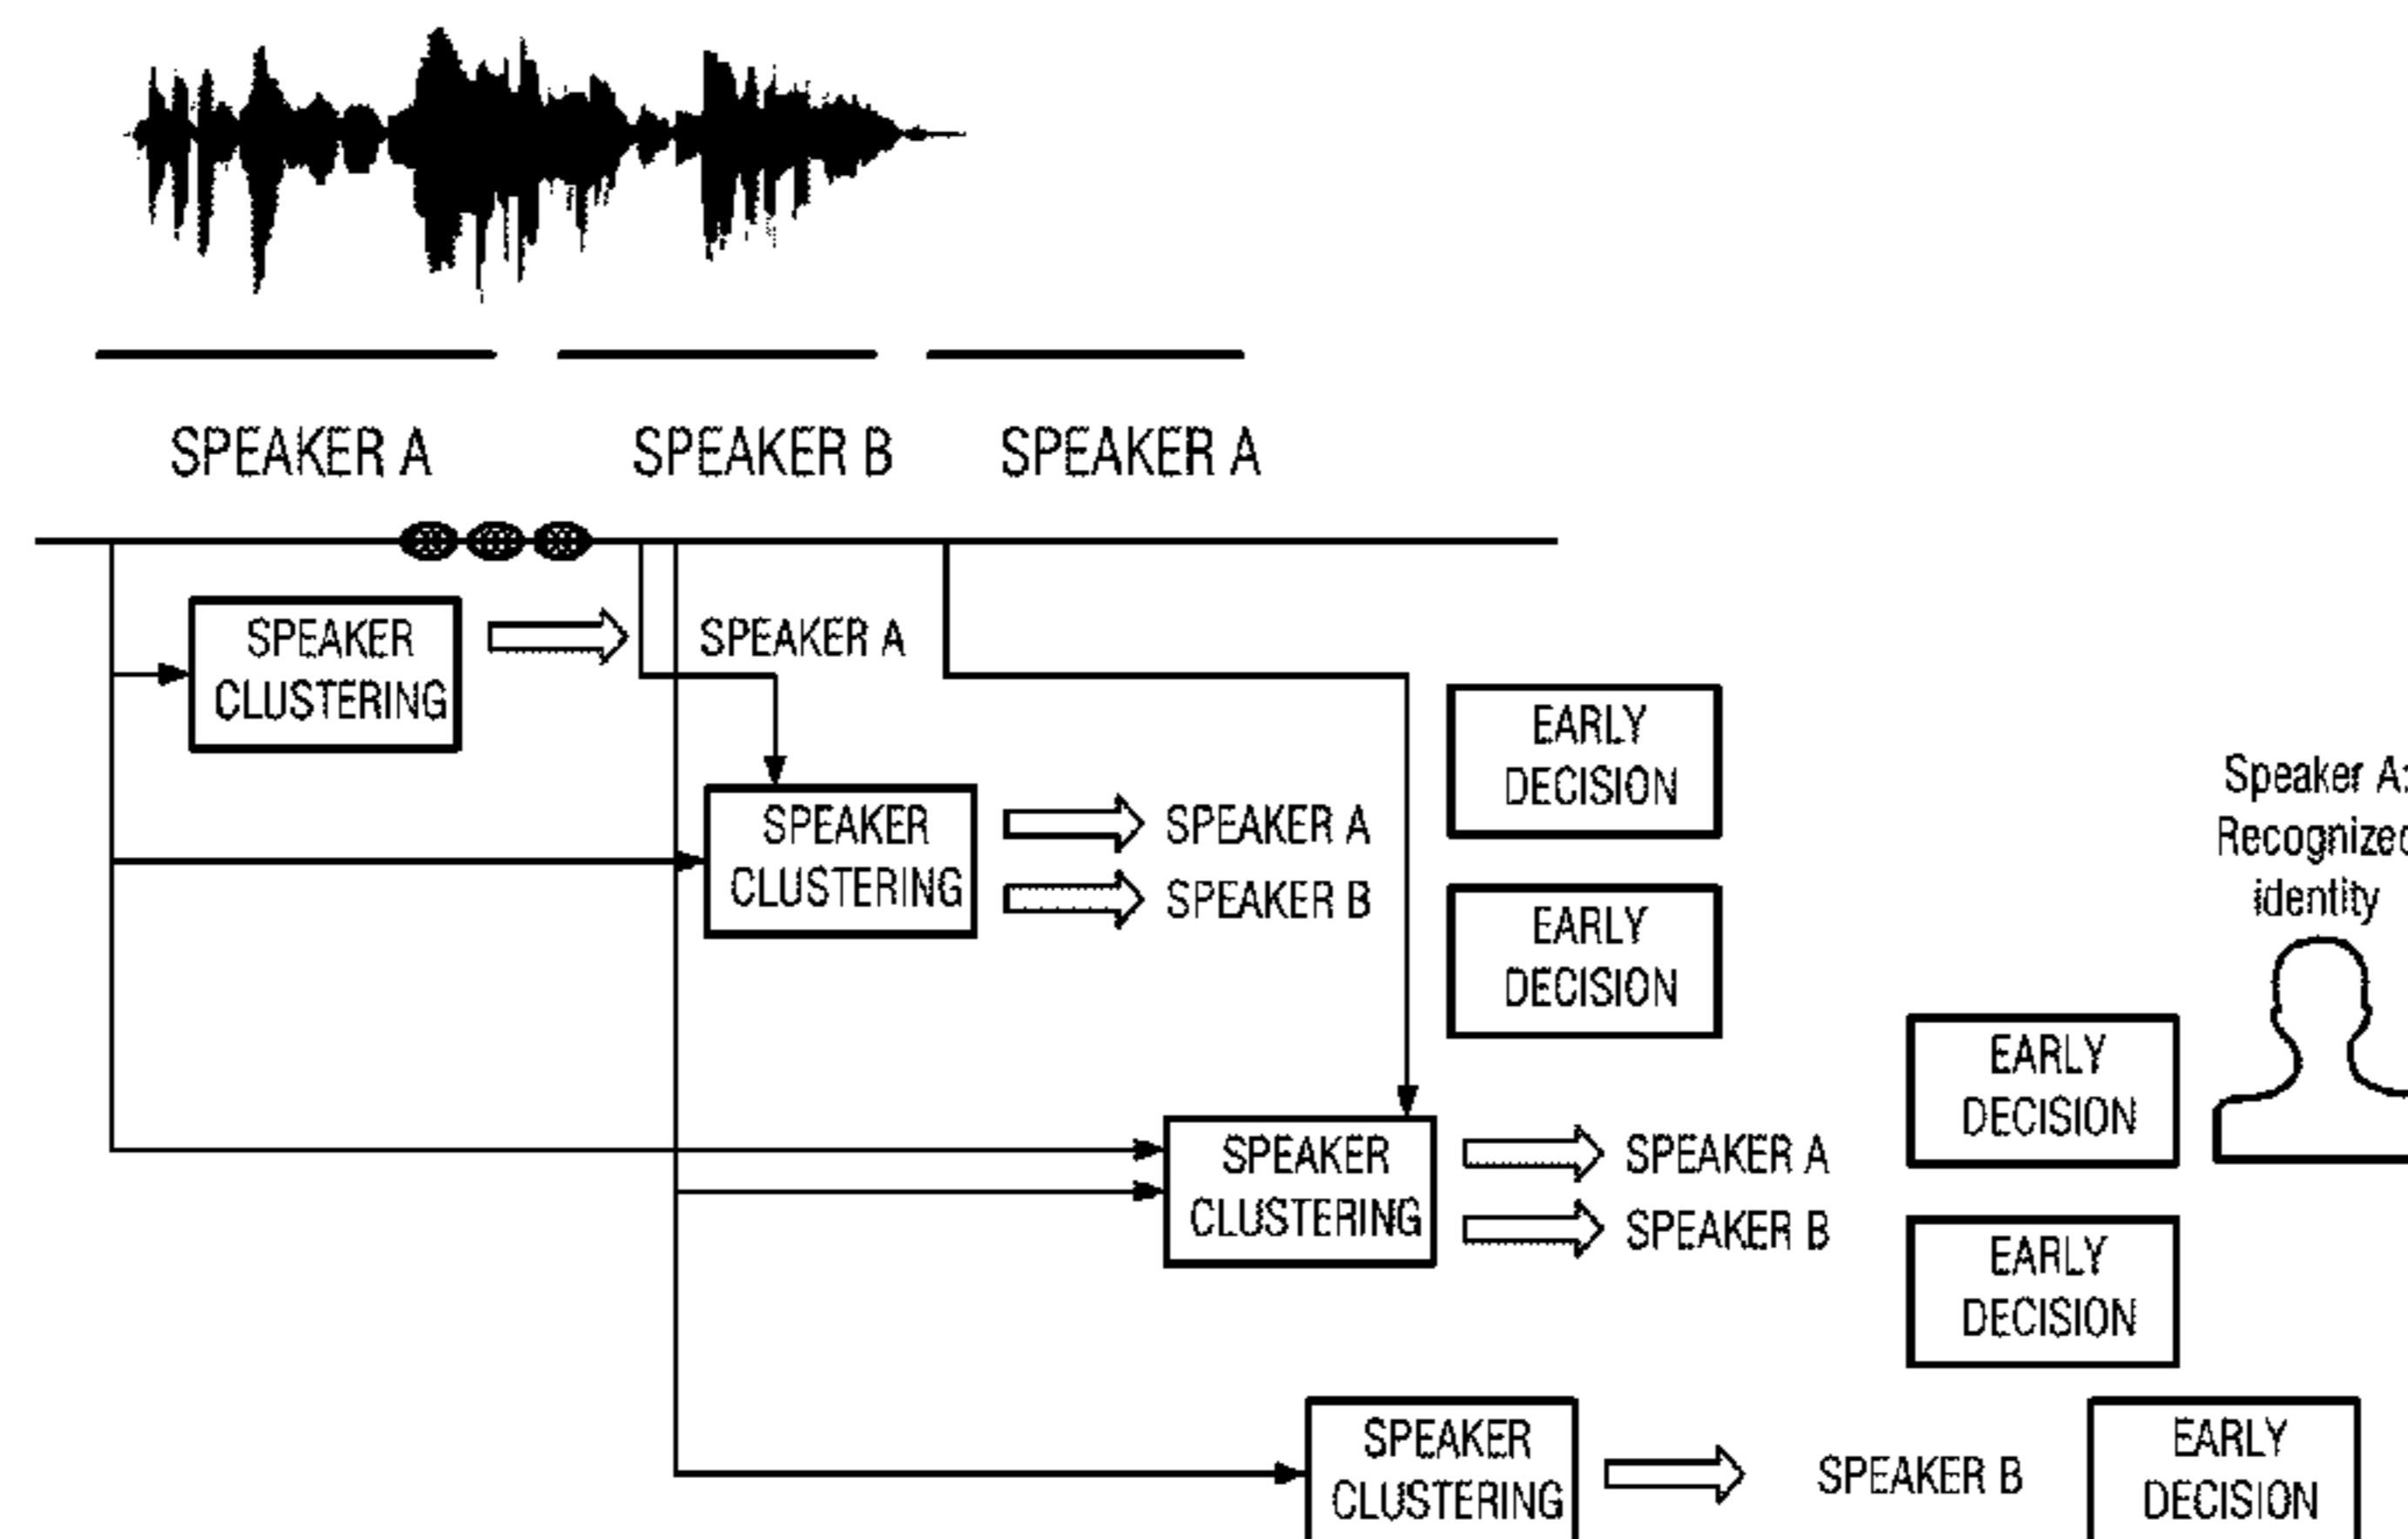 SPEAKER A
SPEAKER B
SPEAKER A
SPEAKER
CLUSTERING
SPEAKER A
SPEAKER
CLUSTERING
SPEAKER A
SPEAKER B
EARLY
DECISION
EARLY
DECISION
Speaker A:
Recognized
identity
SPEAKER
CLUSTERING
SPEAKER A
SPEAKER B
EARLY
DECISION
EARLY
DECISION
SPEAKER
CLUSTERING
SPEAKER B
EARLY
DECISION